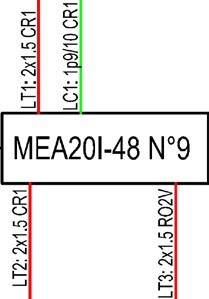 LT1: 2x1.5 CR1
LC1: 1p9/10 CR1
MEA20I-48 N°9
LT2: 2x1.5 CR1
LT3: 2x1.5 RO2V